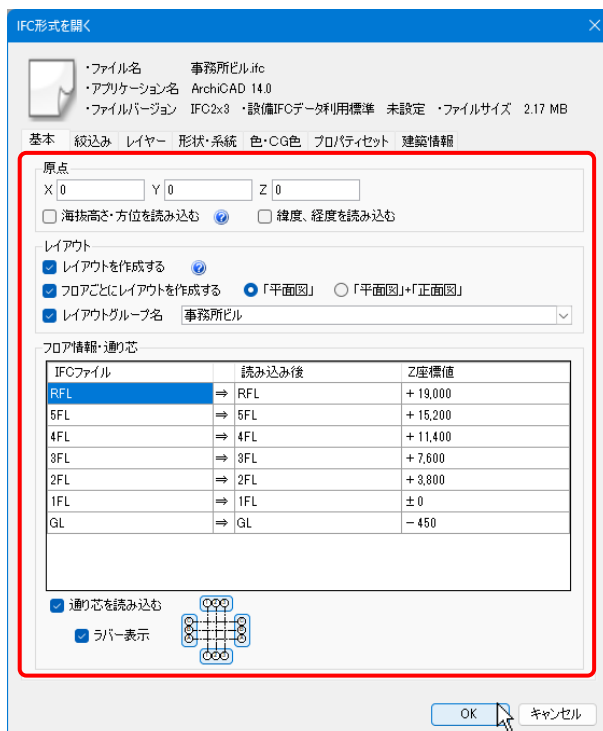 IFC形式を開く
・ファイル名 事務所ビル.ifc
・アプリケーション名 ArchiCAD 14.0
・ファイルバージョン IFC2x3 ・設備IFCデータ利用標準 未設定 ・ファイルサイズ 2.17 MB
基本 絞込み レイヤー 形状・系統 色・CG色 プロパティセット 建築情報
原点
X 0 Y 0 Z 0
海抜高さ・方位を読み込む 緯度、経度を読み込む
レイアウト
レイアウトを作成する
フロアごとにレイアウトを作成する 「平面図」 「平面図」+「正面図」
レイアウトグループ名 事務所ビル
フロア情報・通り芯
IFCファイル 読み込み後 Z座標値
RFL ⇒ RFL + 19,000
5FL ⇒ 5FL + 15,200
4FL ⇒ 4FL + 11,400
3FL ⇒ 3FL + 7,600
2FL ⇒ 2FL + 3,800
1FL ⇒ 1FL ± 0
GL ⇒ GL － 450
通り芯を読み込む
ラバー表示
OK キャンセル